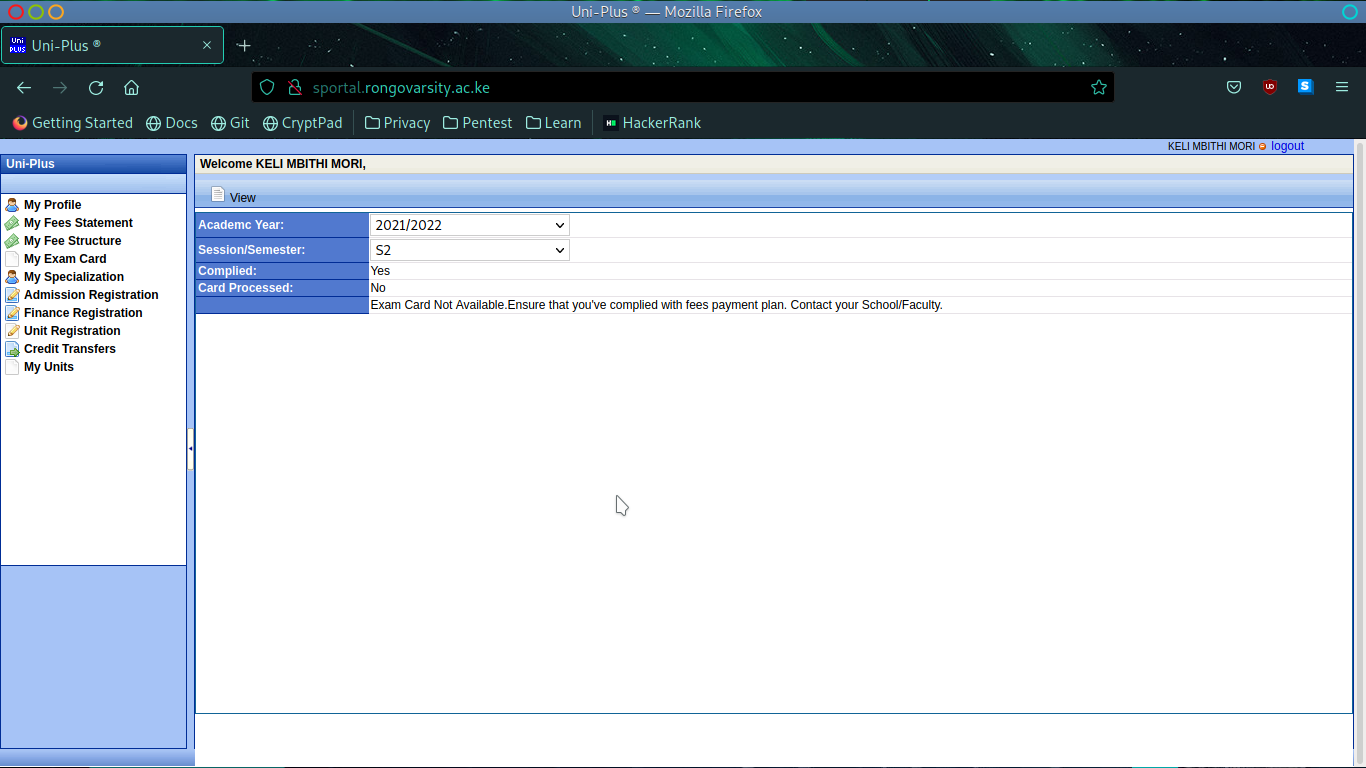 Uni-Plus ® — Mozilla Firefox
Uni PLUS Uni-Plus ®
sportal.rongovarsity.ac.ke
Getting Started Docs Git CryptPad Privacy Pentest Learn HackerRank
KELI MBITHI MORI logout
Uni-Plus
Welcome KELI MBITHI MORI,
View
My Profile
My Fees Statement
My Fee Structure
My Exam Card
My Specialization
Admission Registration
Finance Registration
Unit Registration
Credit Transfers
My Units
Academc Year: 2021/2022
Session/Semester: S2
Complied: Yes
Card Processed: No
Exam Card Not Available.Ensure that you've complied with fees payment plan. Contact your School/Faculty.